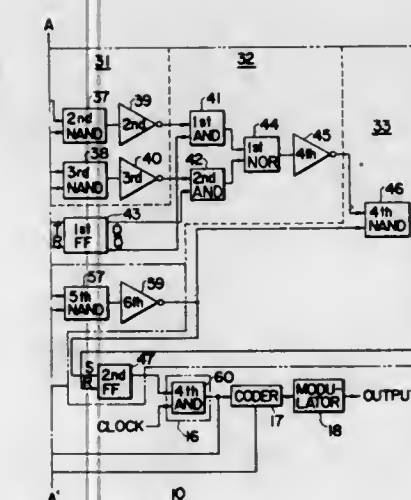 A
31
32
37
39
41
2nd NAND
2nd
1st AND
44
45
33
38
1st NOR
4th
3rd NAND
40
3rd
42
2nd AND
46
4th NAND
43
T
R
1st FF
Q
Q
57
59
5th NAND
6th
47
S
R
2nd FF
60
4th AND
CODER
MODU-
LATOR
OUTPUT
CLOCK
16
17
18
A'
10